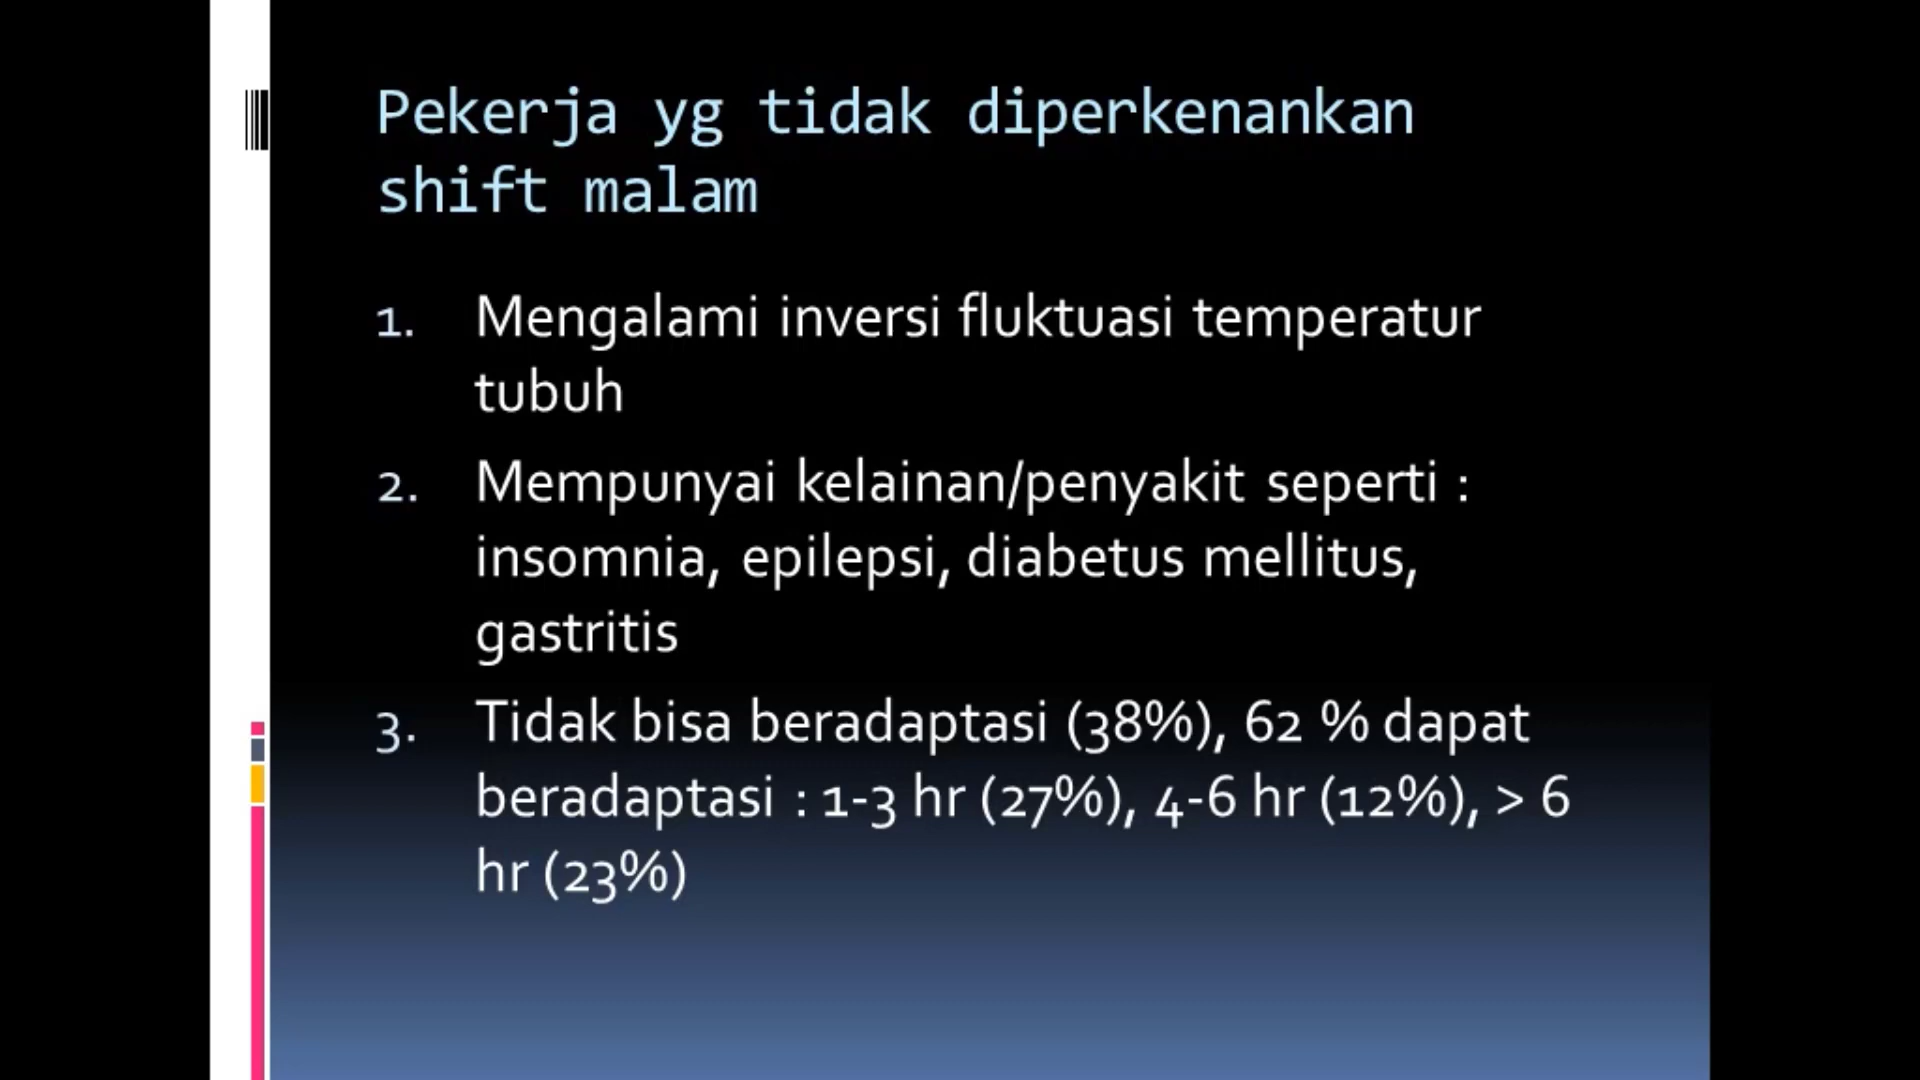 Pekerja yg tidak diperkenankan
shift malam
1. Mengalami inversi fluktuasi temperatur
tubuh
2. Mempunyai kelainan/penyakit seperti :
insomnia, epilepsi, diabetus mellitus,
gastritis
3. Tidak bisa beradaptasi (38%), 62 % dapat
beradaptasi : 1-3 hr (27%), 4-6 hr (12%), > 6
hr (23%)